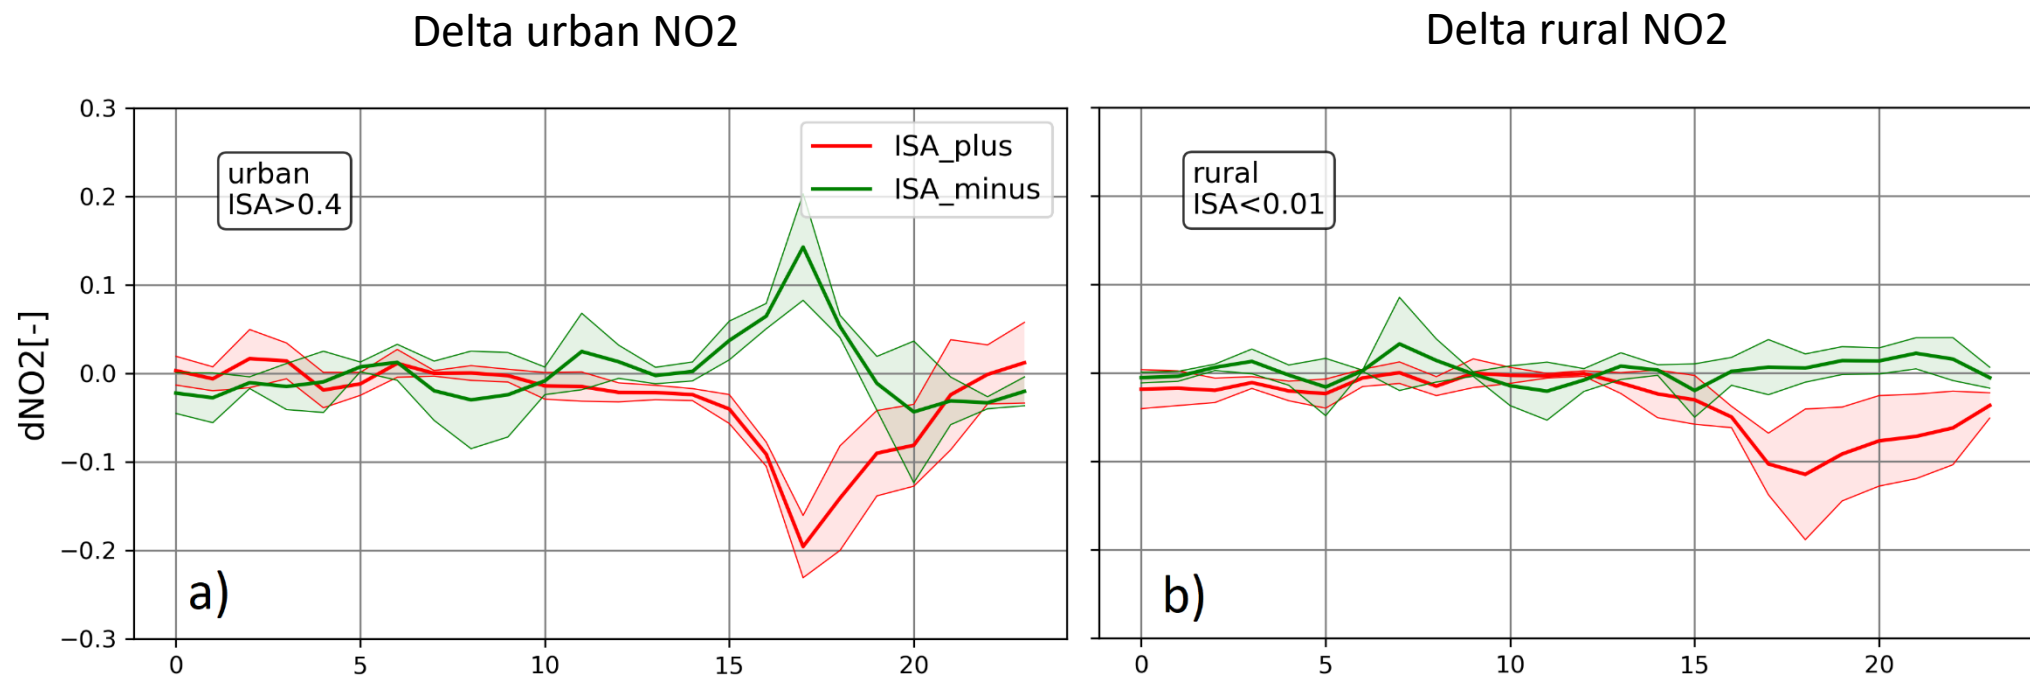 Delta urban NO2
Delta rural NO2
dNO2[-]
0.3
0.2
0.1
0.0
−0.1
−0.2
−0.3
urban
ISA>0.4
ISA_plus
ISA_minus
a)
0
5
10
15
20
rural
ISA<0.01
b)
0
5
10
15
20